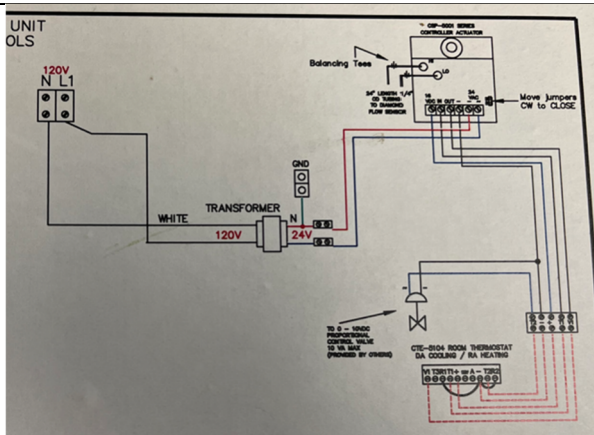 UNIT
OLS
CSP-5001 SERIES
CONTROLLER ACTUATOR
Balancing Tees
HI
LO
120V
N L1
24" LENGTH 1/4"
OD TUBING
TO DIAMOND
FLOW SENSOR
16
VDC IN OUT -
24
VAC
Move jumpers
CW to CLOSE
GND
TRANSFORMER
N
WHITE
120V
24V
TO 0 - 10VDC
PROPORTIONAL
CONTROL VALVE
10 VA MAX
(PROVIDED BY OTHERS)
CTE-5104 ROOM THERMOSTAT
DA COOLING / RA HEATING